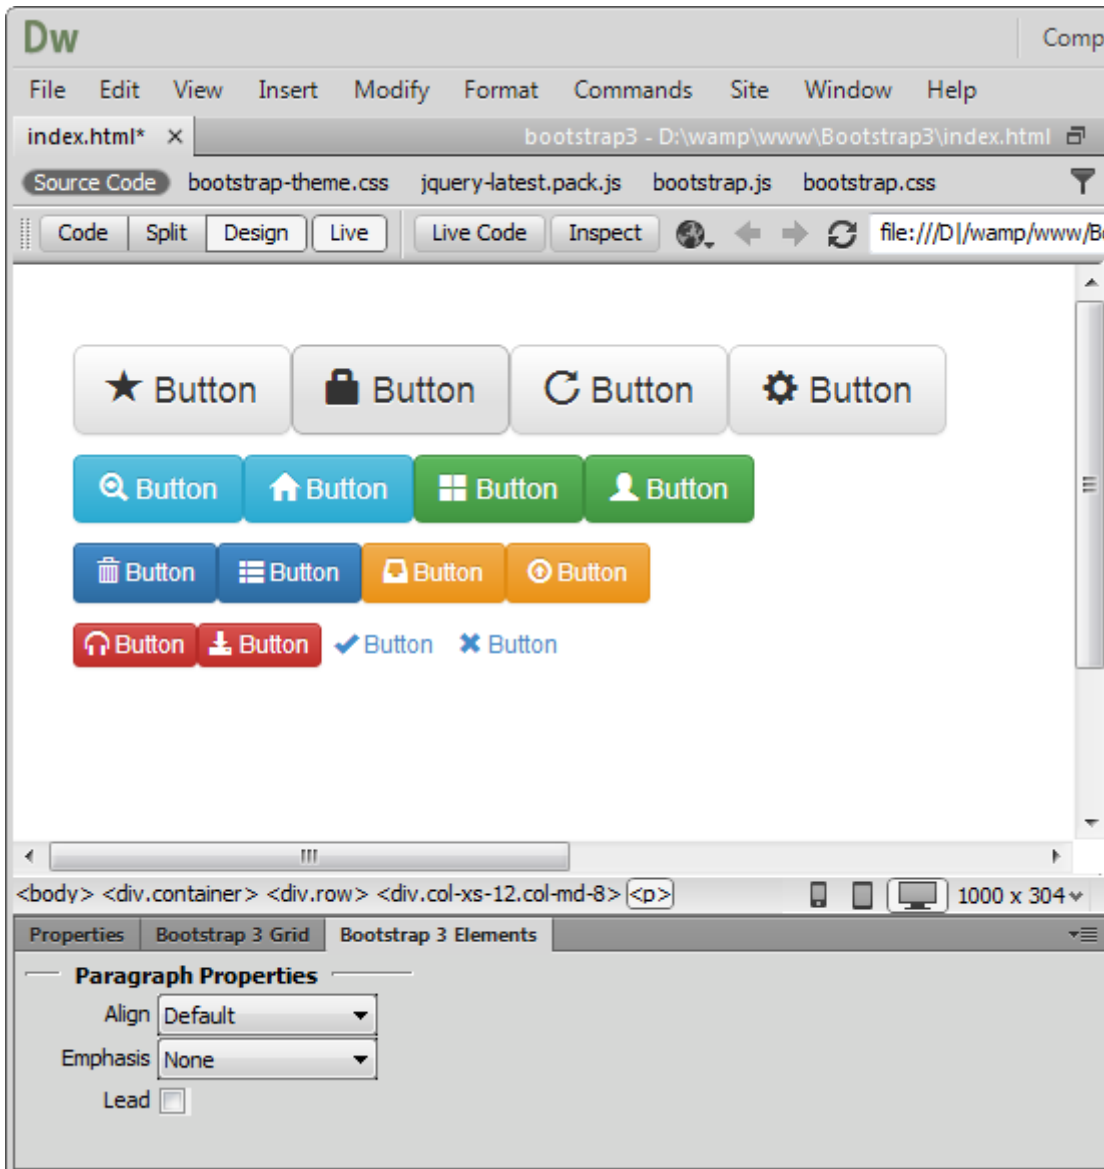 Dw
Comp
File Edit View Insert Modify Format Commands Site Window Help
index.html* bootstrap3 - D:\wamp\www\Bootstrap3\index.html
Source Code bootstrap-theme.css jquery-latest.pack.js bootstrap.js bootstrap.css
Code Split Design Live Live Code Inspect file:///D|/wamp/www/Bo
Button Button Button Button
Button Button Button Button
Button Button Button Button
Button Button Button Button
<body> <div.container> <div.row> <div.col-xs-12.col-md-8> <p> 1000 x 304
Properties Bootstrap 3 Grid Bootstrap 3 Elements
Paragraph Properties
Align Default
Emphasis None
Lead